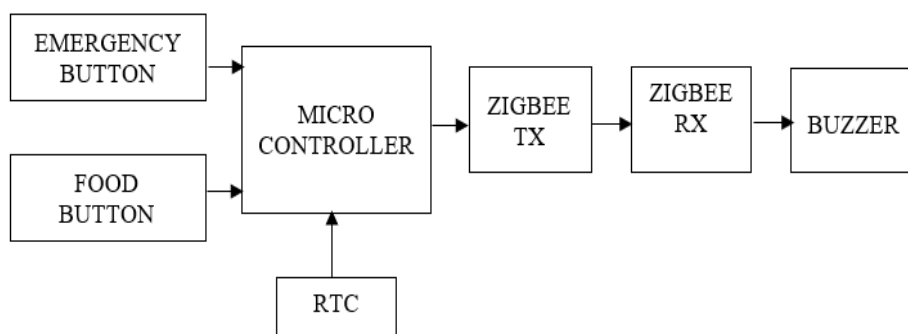 EMERGENCY
BUTTON
MICRO
CONTROLLER
ZIGBEE
TX
ZIGBEE
RX
BUZZER
FOOD
BUTTON
RTC